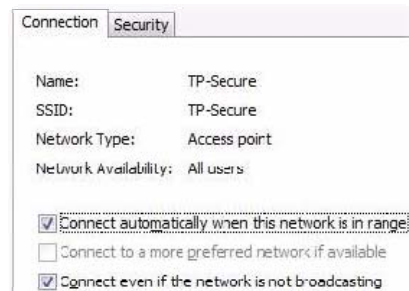 Connection Security
Name: TP-Secure
SSID: TP-Secure
Network Type: Access point
Network Availability: All users
Connect automatically when this network is in range
Connect to a more preferred network if available
Connect even if the network is not broadcasting